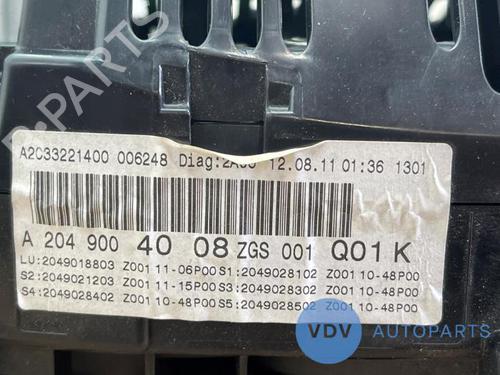 A2C33221400 006248 Diag: 12.08.11 01:36 1301
A 204 900 40 08 ZGS 001 Q01 K
LU:2049018803 Z001 11-06P00 S1:2049028102 Z001 10-48P00
S2:2049021203 Z001 11-15P00 S3:2049028302 Z001 10-48P00
S4:2049028402 Z001 10-48P00 S5:2049028502 Z001 10-48P00
VDV AUTOPARTS